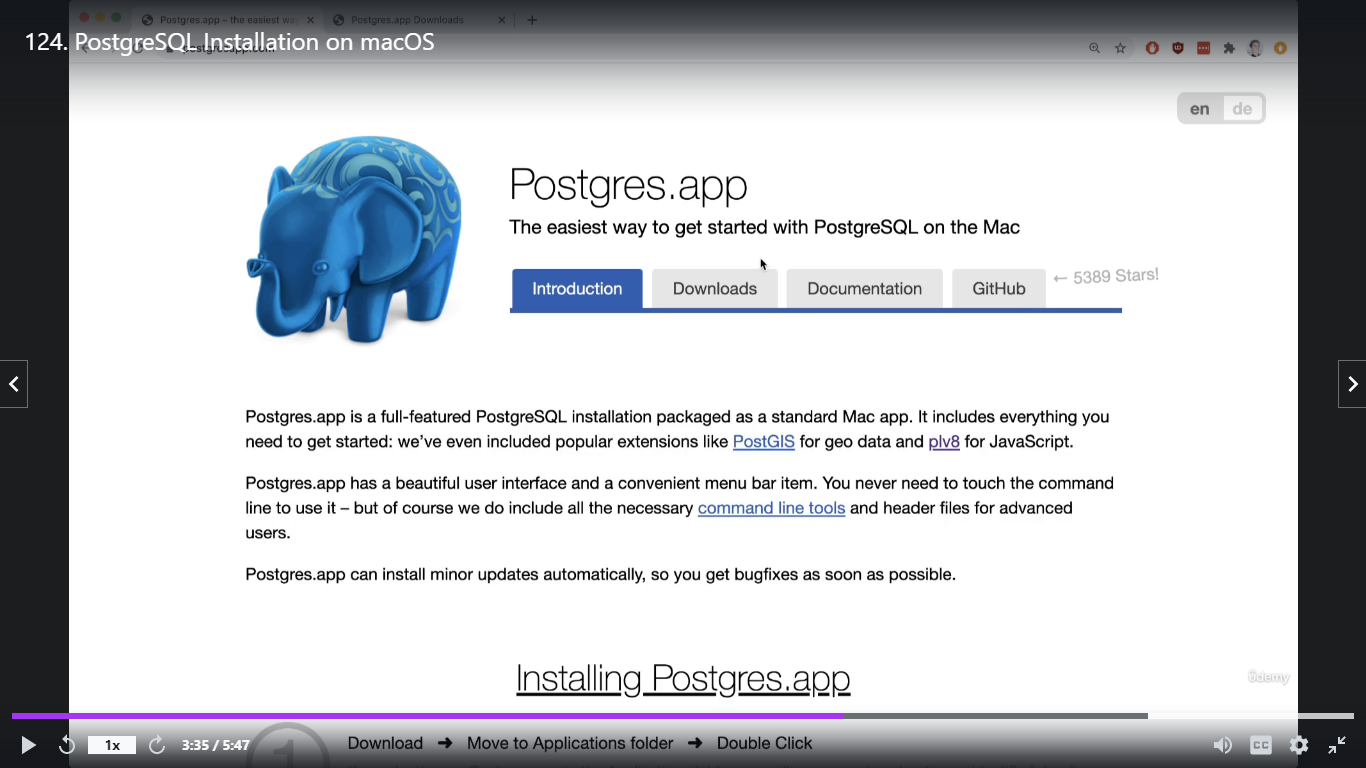 Postgres.app – the easiest wa
Postgres.app Downloads
124. PostgreSQL Installation on macOS
en
de
Postgres.app
The easiest way to get started with PostgreSQL on the Mac
Introduction
Downloads
Documentation
GitHub
← 5389 Stars!
Postgres.app is a full-featured PostgreSQL installation packaged as a standard Mac app. It includes everything you
need to get started: we've even included popular extensions like PostGIS for geo data and plv8 for JavaScript.
Postgres.app has a beautiful user interface and a convenient menu bar item. You never need to touch the command
line to use it – but of course we do include all the necessary command line tools and header files for advanced
users.
Postgres.app can install minor updates automatically, so you get bugfixes as soon as possible.
Installing Postgres.app
ûdemy
1
Download → Move to Applications folder → Double Click
1x
3:35 / 5:47
CC